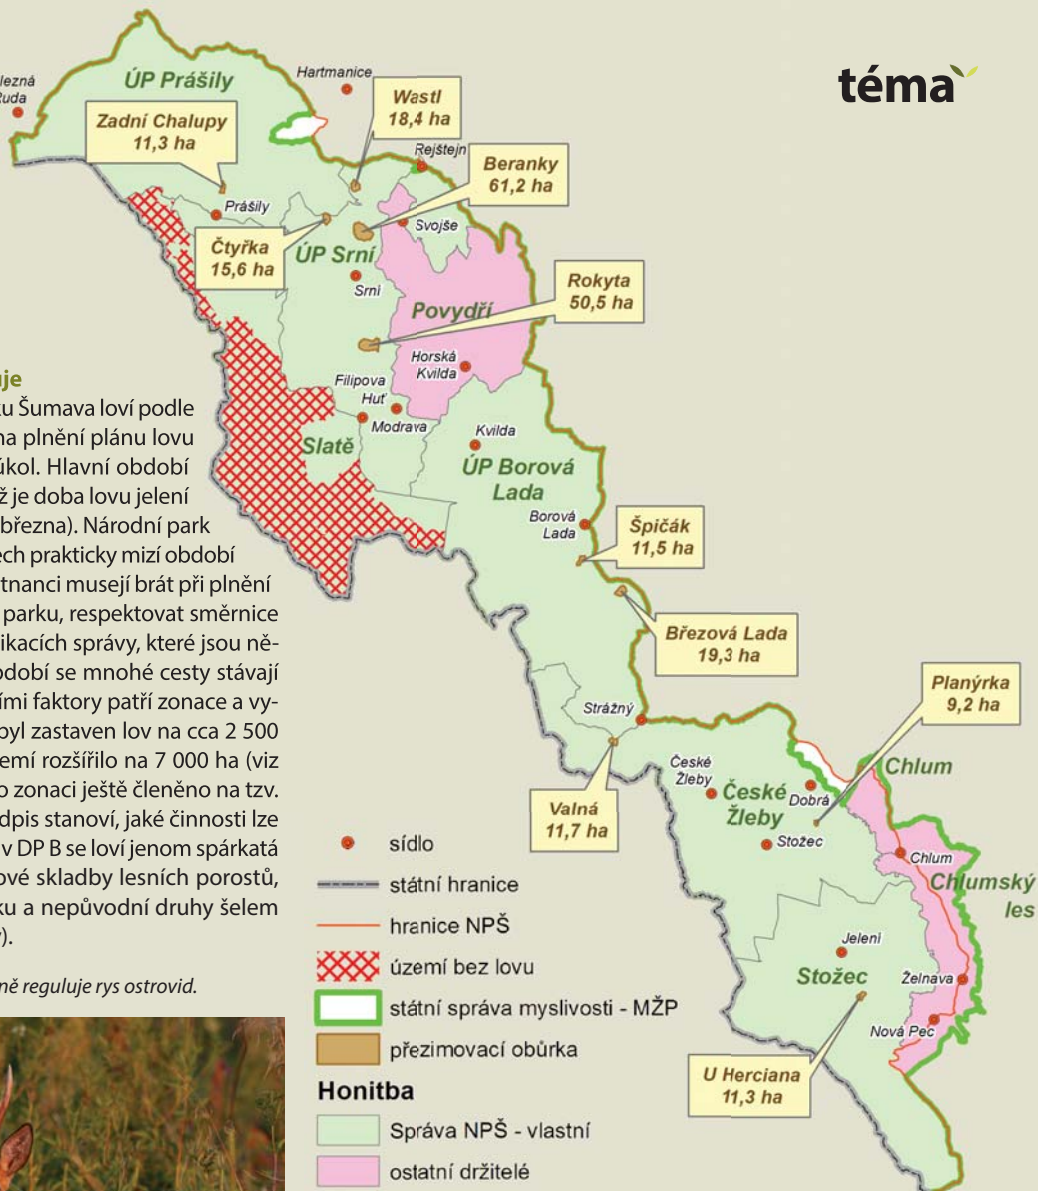 téma
ÚP Prášily
Hartmanice
lezná
Ruda
Wastl
18,4 ha
Zadní Chalupy
11,3 ha
Rejštejn
Beranky
61,2 ha
Prášily
Svojše
Čtyřka
15,6 ha
ÚP Srní
Srní
Rokyta
50,5 ha
Povydří
Horská
Kvilda
Filipova
Huť
Modrava
Slatě
Kvilda
ÚP Borová
Lada
Borová
Lada
Špičák
11,5 ha
Březová Lada
19,3 ha
Planýrka
9,2 ha
Strážný
České
Žleby
České
Žleby
Dobrá
Chlum
Valná
11,7 ha
Stožec
Chlum
Chlumský
les
Jelení
Stožec
Želnava
Nová Pec
U Herciana
11,3 ha
uje
ku Šumava loví podle
na plnění plánu lovu
úkol. Hlavní období
ž je doba lovu jelení
března). Národní park
ech prakticky mizí období
tnanci musejí brát při plnění
parku, respektovat směrnice
ikacích správy, které jsou ně-
bdobí se mnohé cesty stávají
ími faktory patří zonace a vy-
byl zastaven lov na cca 2 500
emí rozšířilo na 7 000 ha (viz
o zonaci ještě členěno na tzv.
dpis stanoví, jaké činnosti lze
v DP B se loví jenom spárkatá
ové skladby lesních porostů,
ku a nepůvodní druhy šelem
).
ně reguluje rys ostrovid.
sídlo
státní hranice
hranice NPŠ
území bez lovu
státní správa myslivosti - MŽP
přezimovací obůrka
Honitba
Správa NPŠ - vlastní
ostatní držitelé